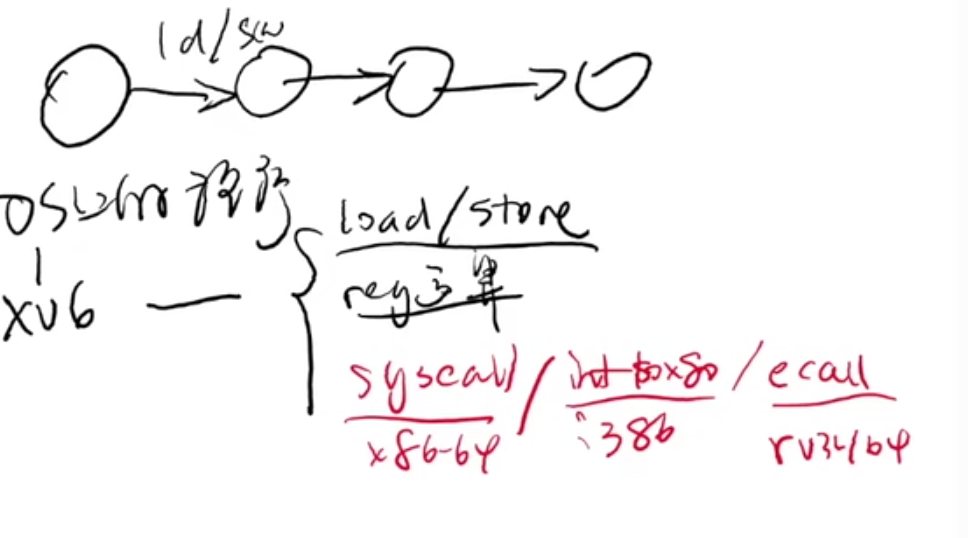 ld/sw
OS上的程序
load/store
reg运算
xv6
syscall / int $0x80 / ecall
x86-64 i386 rv32/64